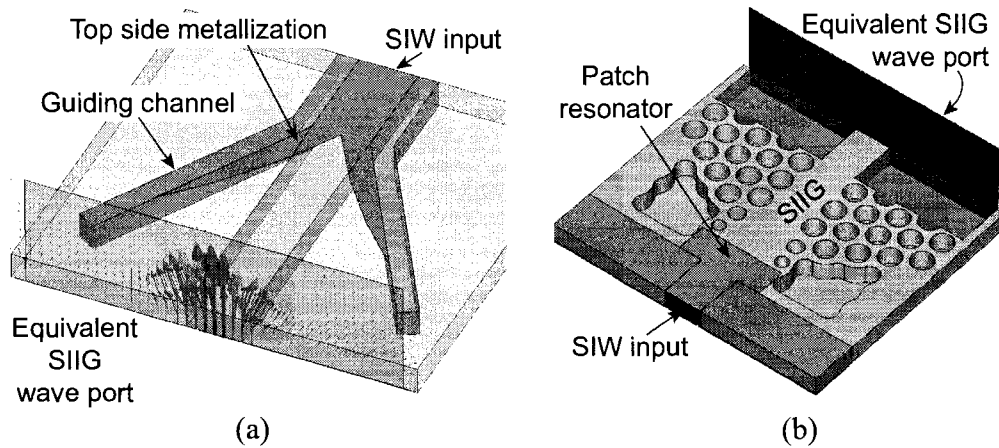 Top side metallization
SIW input
Guiding channel
Equivalent
SIIG
wave port
(a)
Equivalent SIIG
wave port
Patch
resonator
SIIG
SIW input
(b)